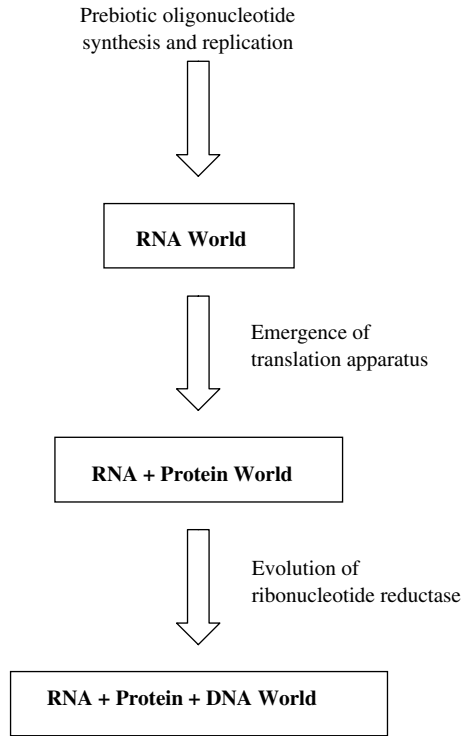 Prebiotic oligonucleotide
synthesis and replication
RNA World
Emergence of
translation apparatus
RNA + Protein World
Evolution of
ribonucleotide reductase
RNA + Protein + DNA World